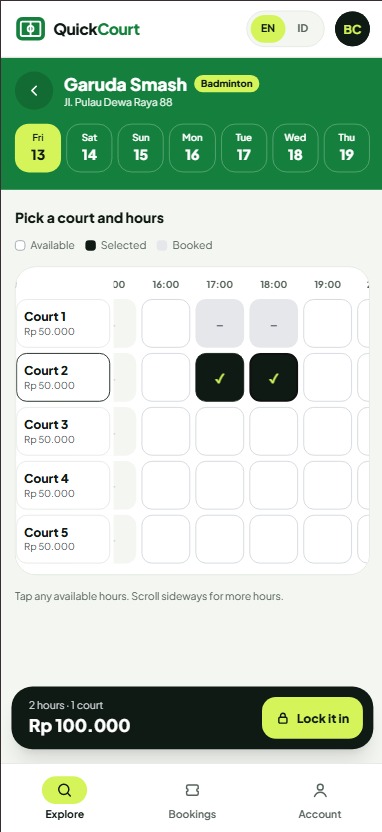 QuickCourt
EN ID
BC
Garuda Smash Badminton
Jl. Pulau Dewa Raya 88
Fri Sat Sun Mon Tue Wed Thu
13 14 15 16 17 18 19
Pick a court and hours
Available Selected Booked
00 16:00 17:00 18:00 19:00
Court 1
Rp 50.000
– –
Court 2
Rp 50.000
✓ ✓
Court 3
Rp 50.000
Court 4
Rp 50.000
Court 5
Rp 50.000
Tap any available hours. Scroll sideways for more hours.
2 hours · 1 court
Rp 100.000
Lock it in
Explore Bookings Account